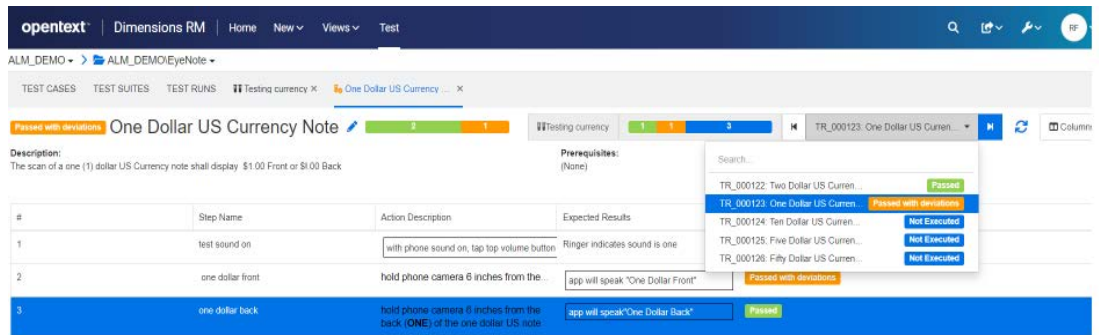 opentext™ | Dimensions RM | Home New Views Test RF
ALM_DEMO > ALM_DEMO\EyeNote
TEST CASES TEST SUITES TEST RUNS Testing currency × One Dollar US Currency ... ×
Passed with deviations One Dollar US Currency Note 2 1 Testing currency 1 1 3 TR_000123: One Dollar US Curren... Columns
Description: Prerequisites:
The scan of a one (1) dollar US Currency note shall display $1.00 Front or $1.00 Back (None)
Search...
TR_000122: Two Dollar US Curren... Passed
TR_000123: One Dollar US Curren... Passed with deviations
TR_000124: Ten Dollar US Curren... Not Executed
TR_000125: Five Dollar US Curren... Not Executed
TR_000126: Fifty Dollar US Curren... Not Executed
# Step Name Action Description Expected Results
1 test sound on with phone sound on, tap top volume button Ringer indicates sound is one
2 one dollar front hold phone camera 6 inches from the... app will speak "One Dollar Front" Passed with deviations
3 one dollar back hold phone camera 6 inches from the app will speak"One Dollar Back" Passed
back (ONE) of the one dollar US note